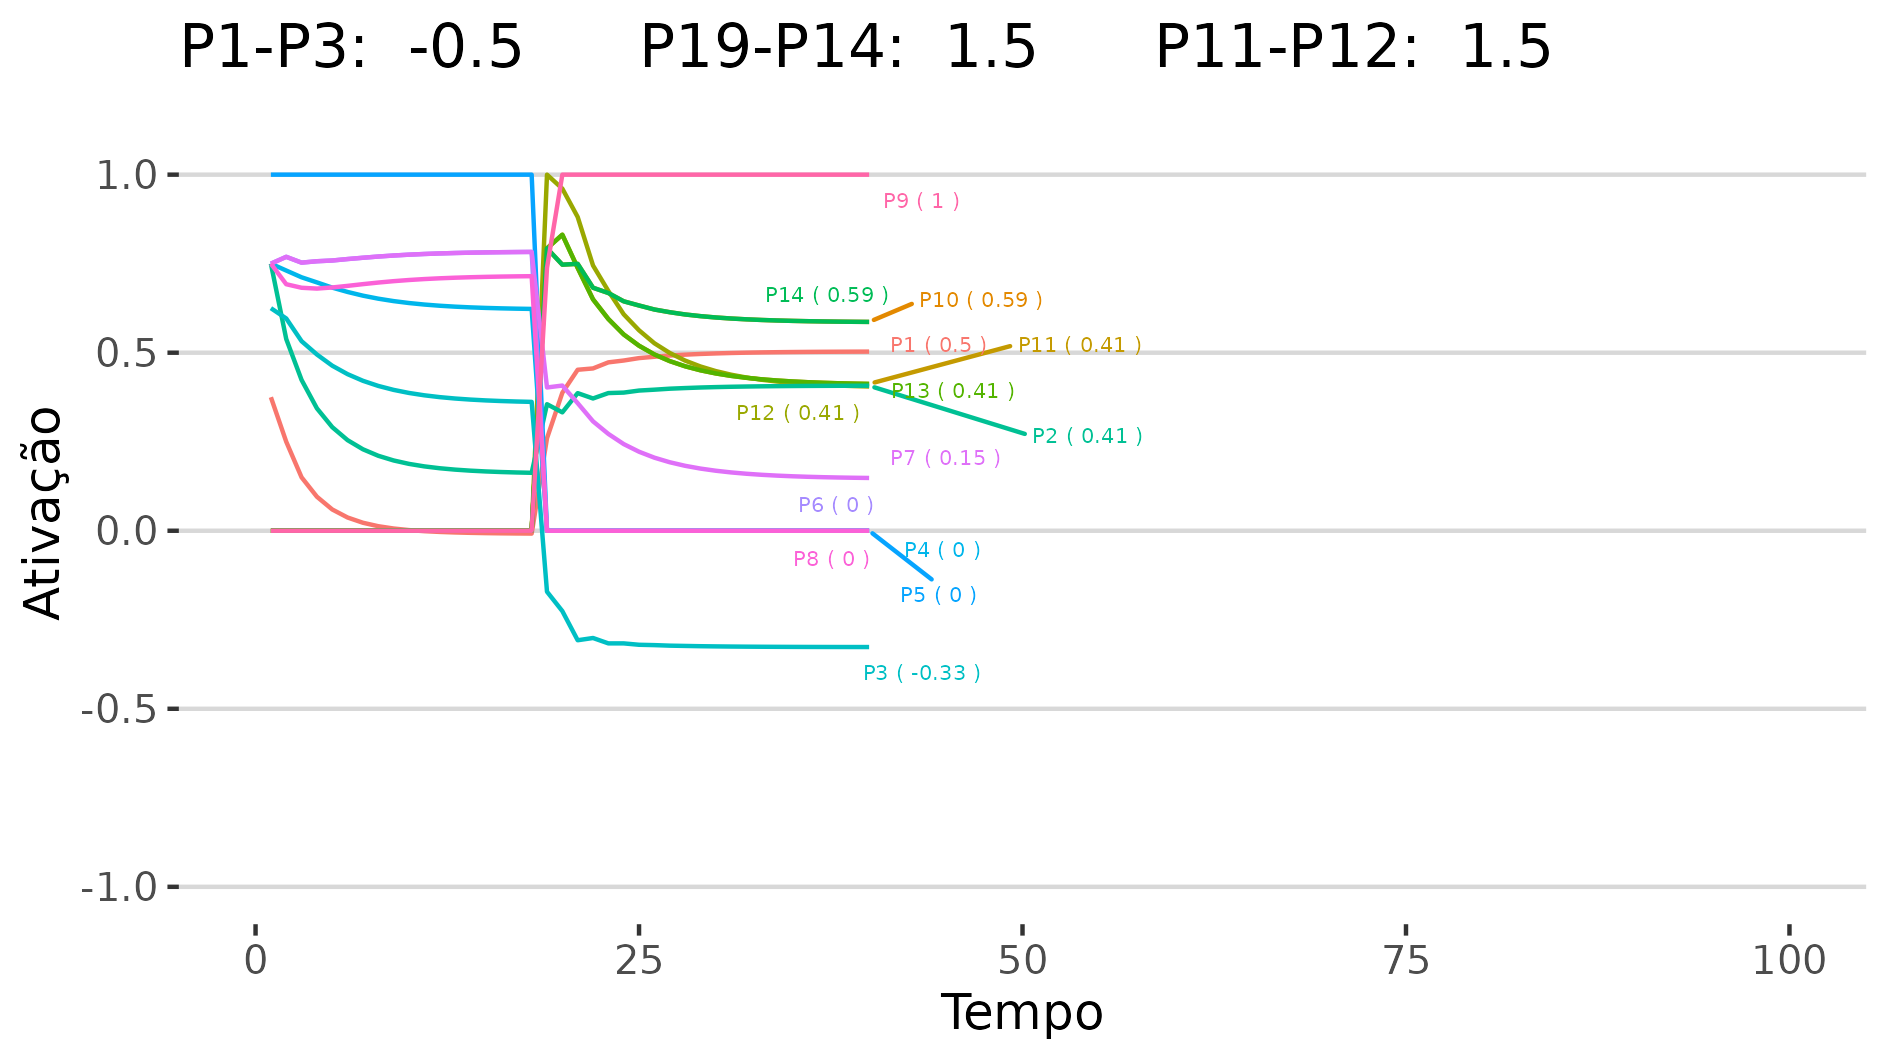 P1-P3:  -0.5      P19-P14:  1.5      P11-P12:  1.5
1.0
P9 ( 1 )
P14 ( 0.59 )
P10 ( 0.59 )
0.5
P1 ( 0.5 )
P11 ( 0.41 )
P13 ( 0.41 )
P12 ( 0.41 )
P2 ( 0.41 )
P7 ( 0.15 )
P6 ( 0 )
0.0
P4 ( 0 )
P8 ( 0 )
P5 ( 0 )
P3 ( -0.33 )
-0.5
-1.0
Ativação
0 25 50 75 100
Tempo